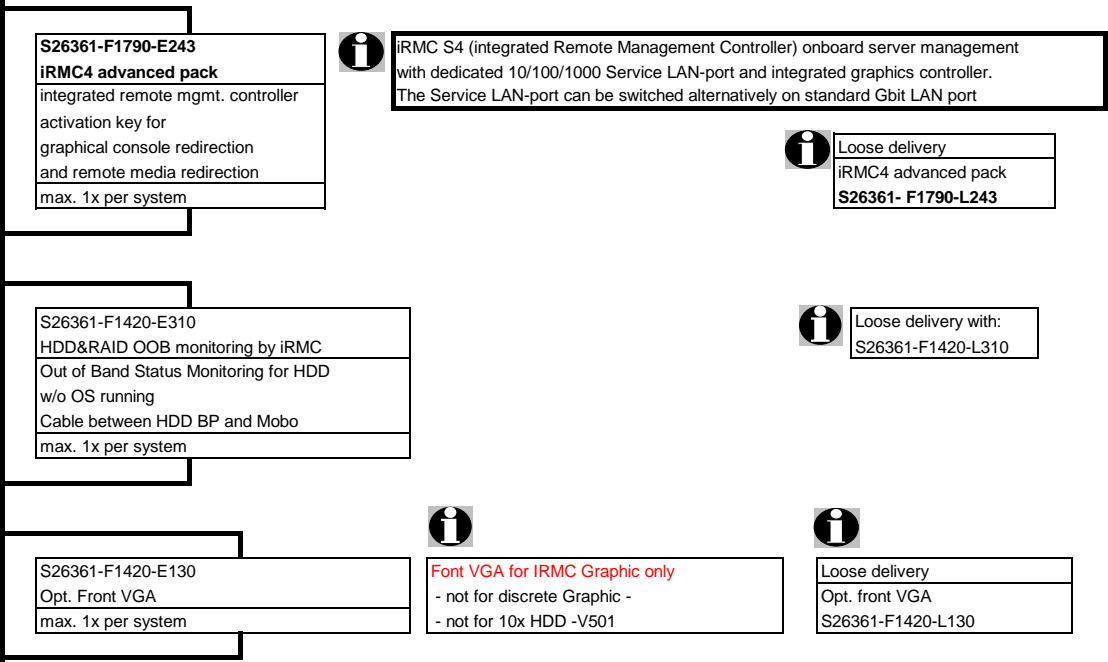 S26361-F1790-E243
iRMC4 advanced pack
integrated remote mgmt. controller
activation key for
graphical console redirection
and remote media redirection
max. 1x per system
iRMC S4 (integrated Remote Management Controller) onboard server management
with dedicated 10/100/1000 Service LAN-port and integrated graphics controller.
The Service LAN-port can be switched alternatively on standard Gbit LAN port
Loose delivery
iRMC4 advanced pack
S26361- F1790-L243
S26361-F1420-E310
HDD&RAID OOB monitoring by iRMC
Out of Band Status Monitoring for HDD
w/o OS running
Cable between HDD BP and Mobo
max. 1x per system
Loose delivery with:
S26361-F1420-L310
S26361-F1420-E130
Opt. Front VGA
max. 1x per system
Font VGA for IRMC Graphic only
- not for discrete Graphic -
- not for 10x HDD -V501
Loose delivery
Opt. front VGA
S26361-F1420-L130